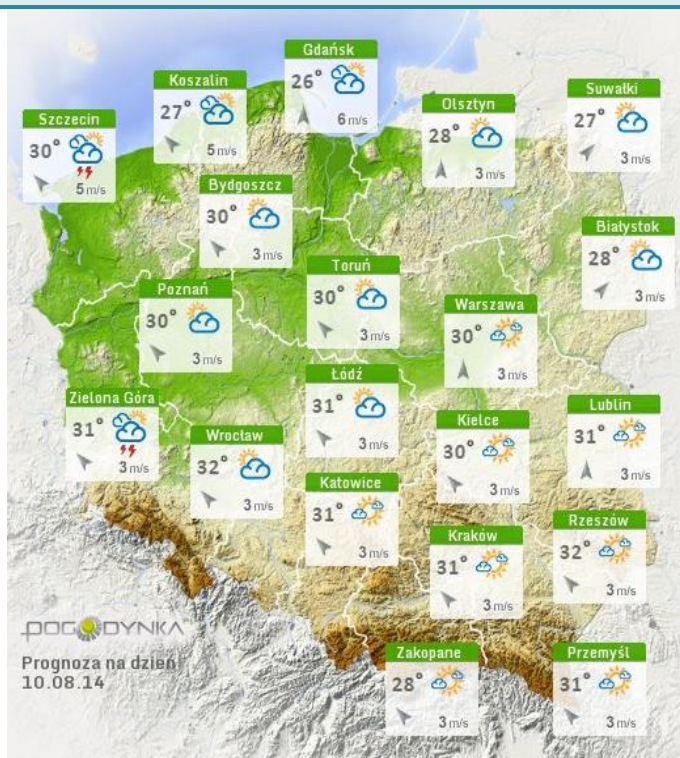 Gdańsk
26°
6 m/s
Koszalin
27°
5 m/s
Suwałki
27°
3 m/s
Olsztyn
28°
3 m/s
Szczecin
30°
5 m/s
Bydgoszcz
30°
3 m/s
Białystok
28°
3 m/s
Toruń
30°
3 m/s
Poznań
30°
3 m/s
Warszawa
30°
3 m/s
Łódź
31°
3 m/s
Zielona Góra
31°
3 m/s
Lublin
31°
3 m/s
Kielce
30°
3 m/s
Wrocław
32°
3 m/s
Katowice
31°
3 m/s
Rzeszów
32°
3 m/s
Kraków
31°
3 m/s
POGODYNKA
Prognoza na dzień
10.08.14
Zakopane
28°
3 m/s
Przemyśl
31°
3 m/s